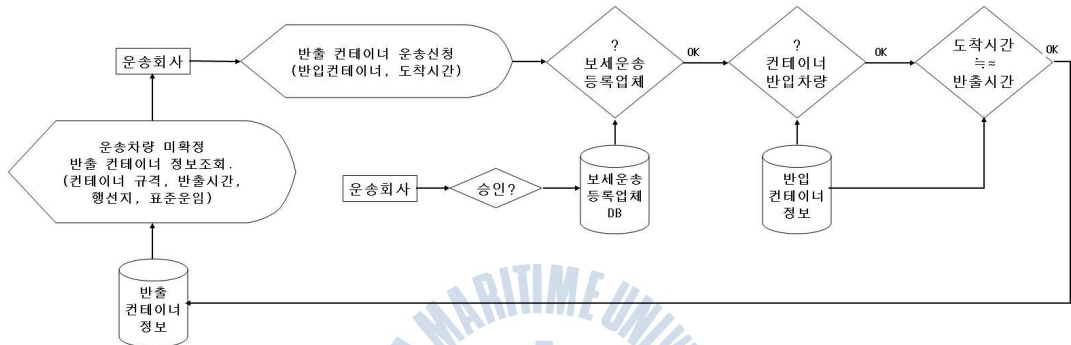 운송회사
반출 컨테이너 운송신청
(반입컨테이너, 도착시간)
?
보세운송
등록업체
OK
?
컨테이너
반입차량
OK
도착시간
≒≈
반출시간
OK
운송차량 미확정
반출 컨테이너 정보조회.
(컨테이너 규격, 반출시간,
행선지, 표준운임)
운송회사
승인?
보세운송
등록업체
DB
반입
컨테이너
정보
반출
컨테이너
정보
MARITIME UNIV